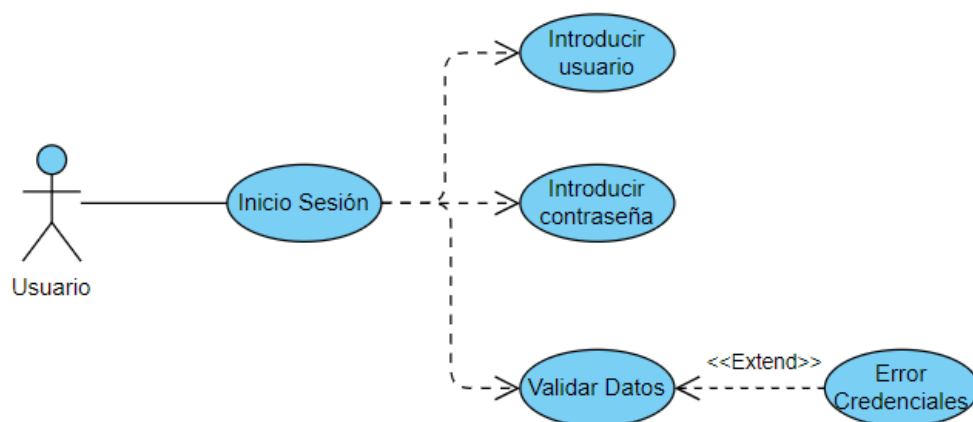 Introducir
usuario
Inicio Sesión
Introducir
contraseña
Usuario
Validar Datos
<<Extend>>
Error
Credenciales